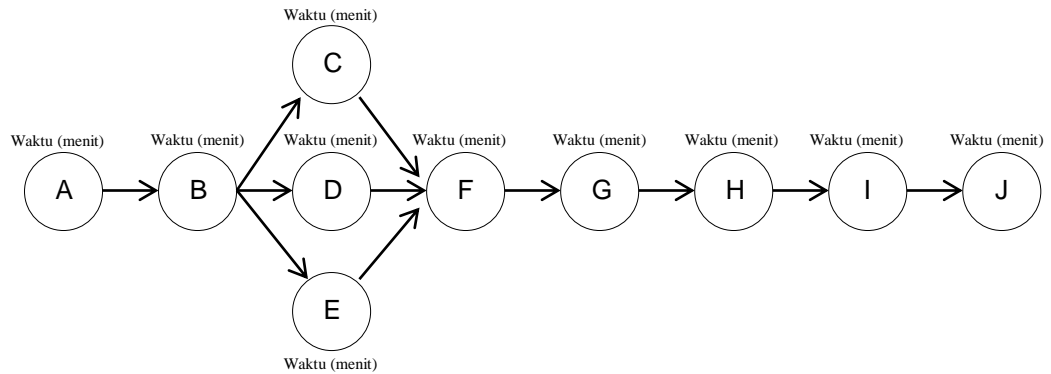 Waktu (menit)
C
Waktu (menit) Waktu (menit) Waktu (menit) Waktu (menit) Waktu (menit) Waktu (menit) Waktu (menit) Waktu (menit)
A B D F G H I J
E
Waktu (menit)